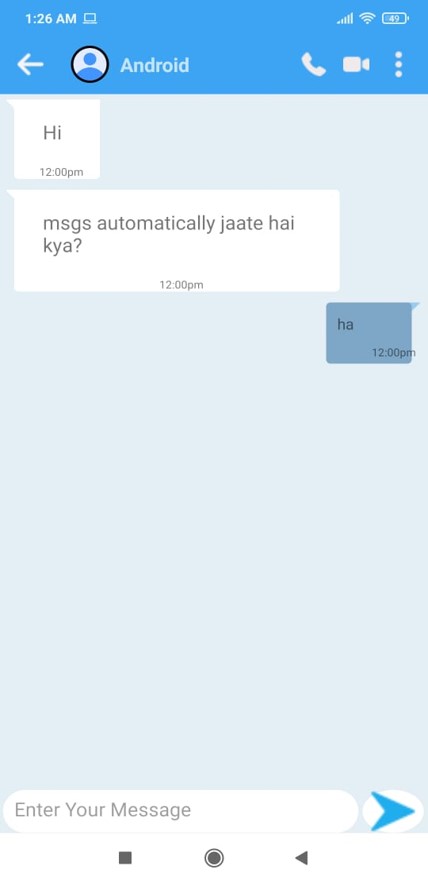 1:26 AM
49
Android
Hi
12:00pm
msgs automatically jaate hai
kya?
12:00pm
ha
12:00pm
Enter Your Message